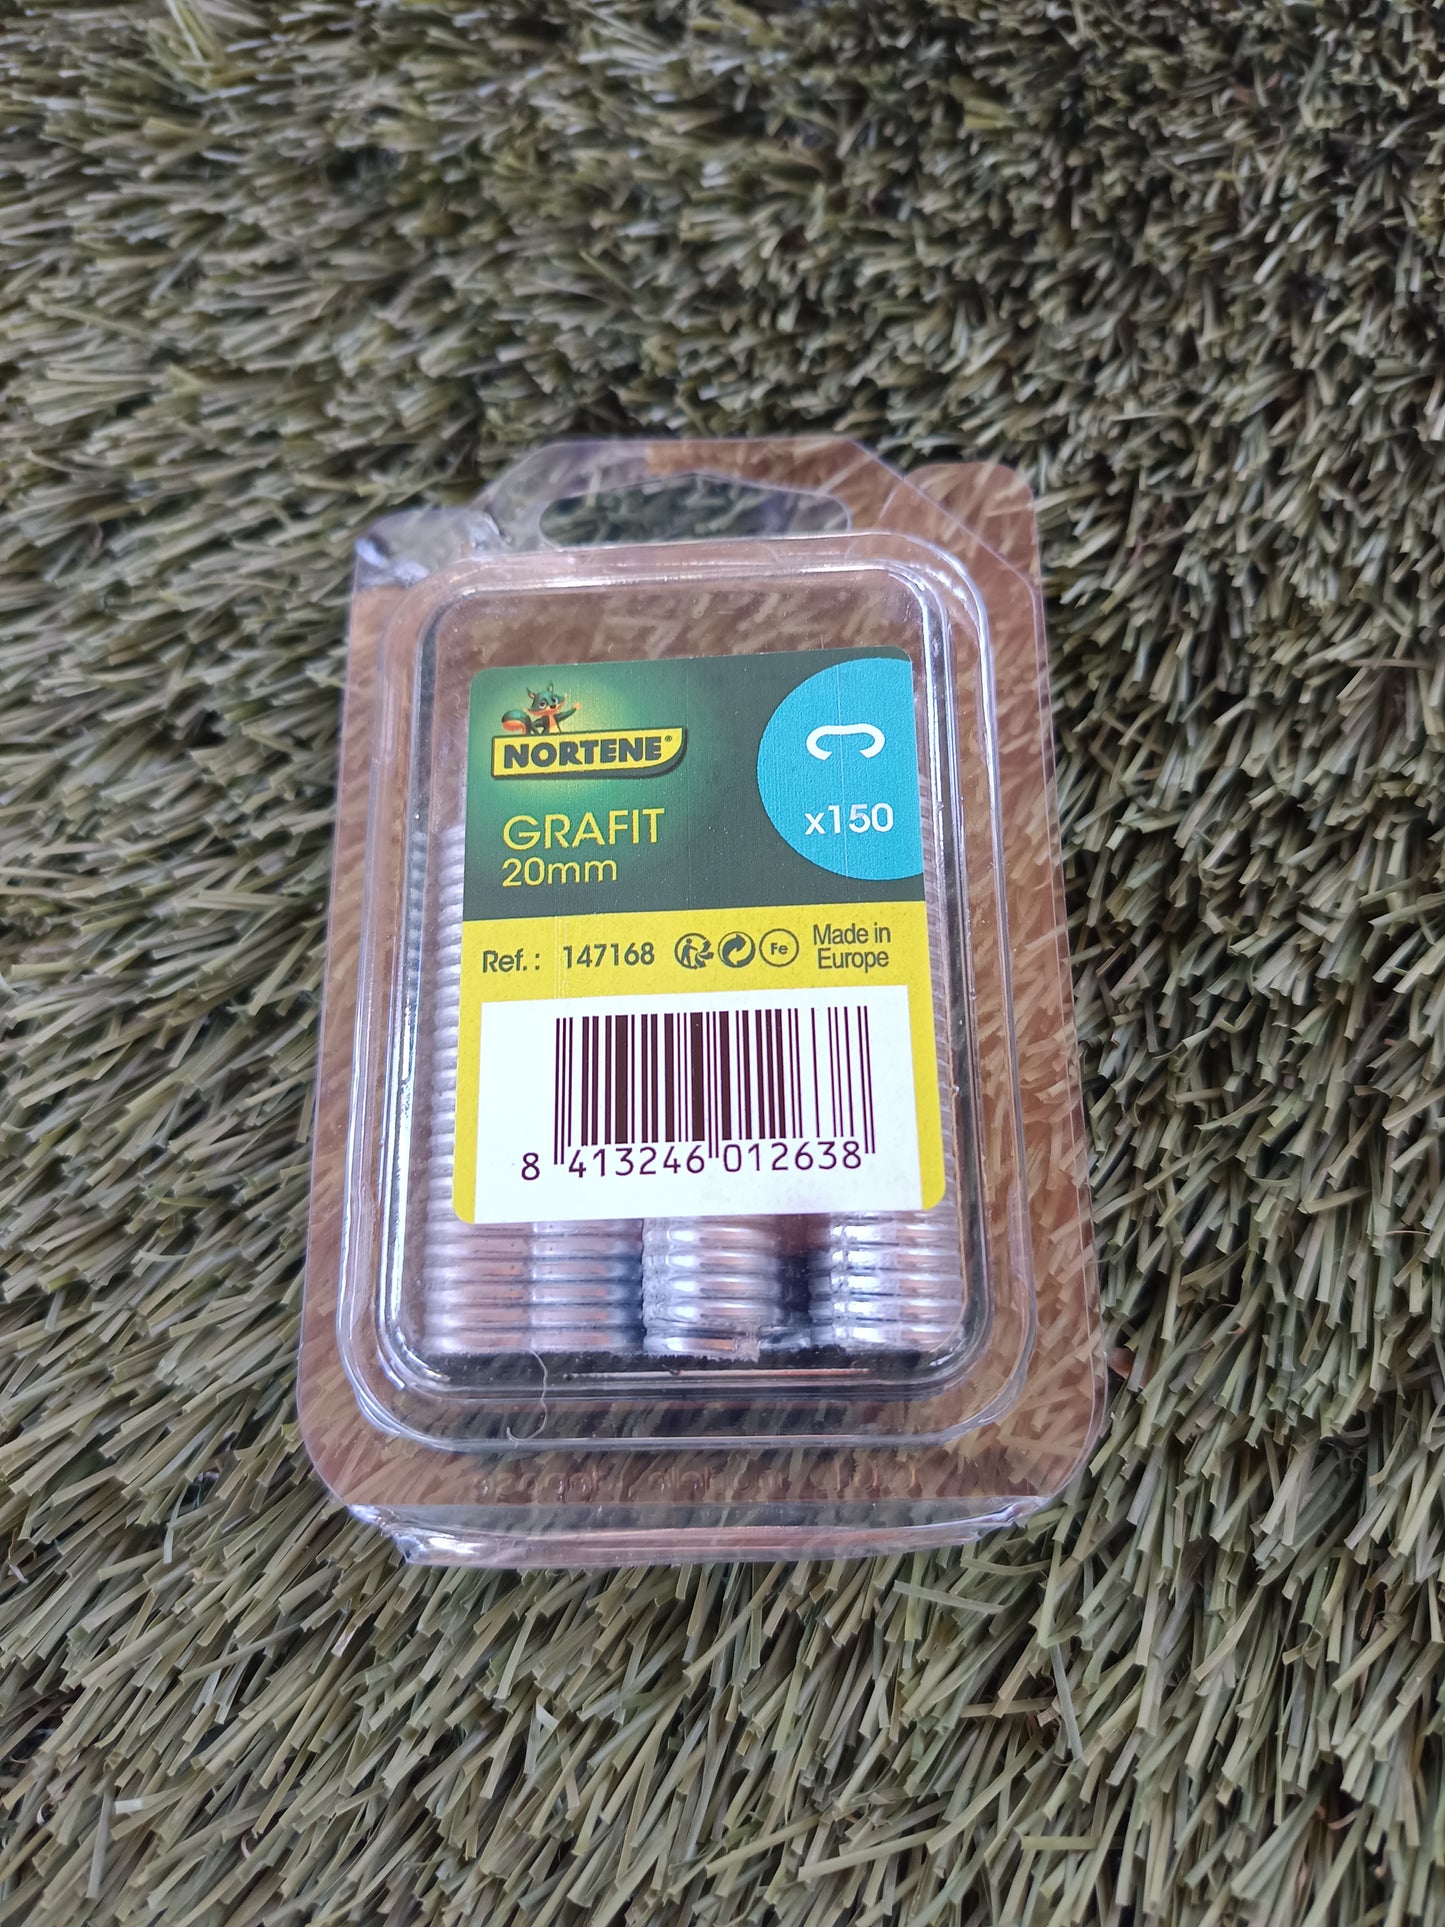 NORTENE®
GRAFIT
20mm
x150
Ref.: 147168
Fe
Made in
Europe
8 413246 012638